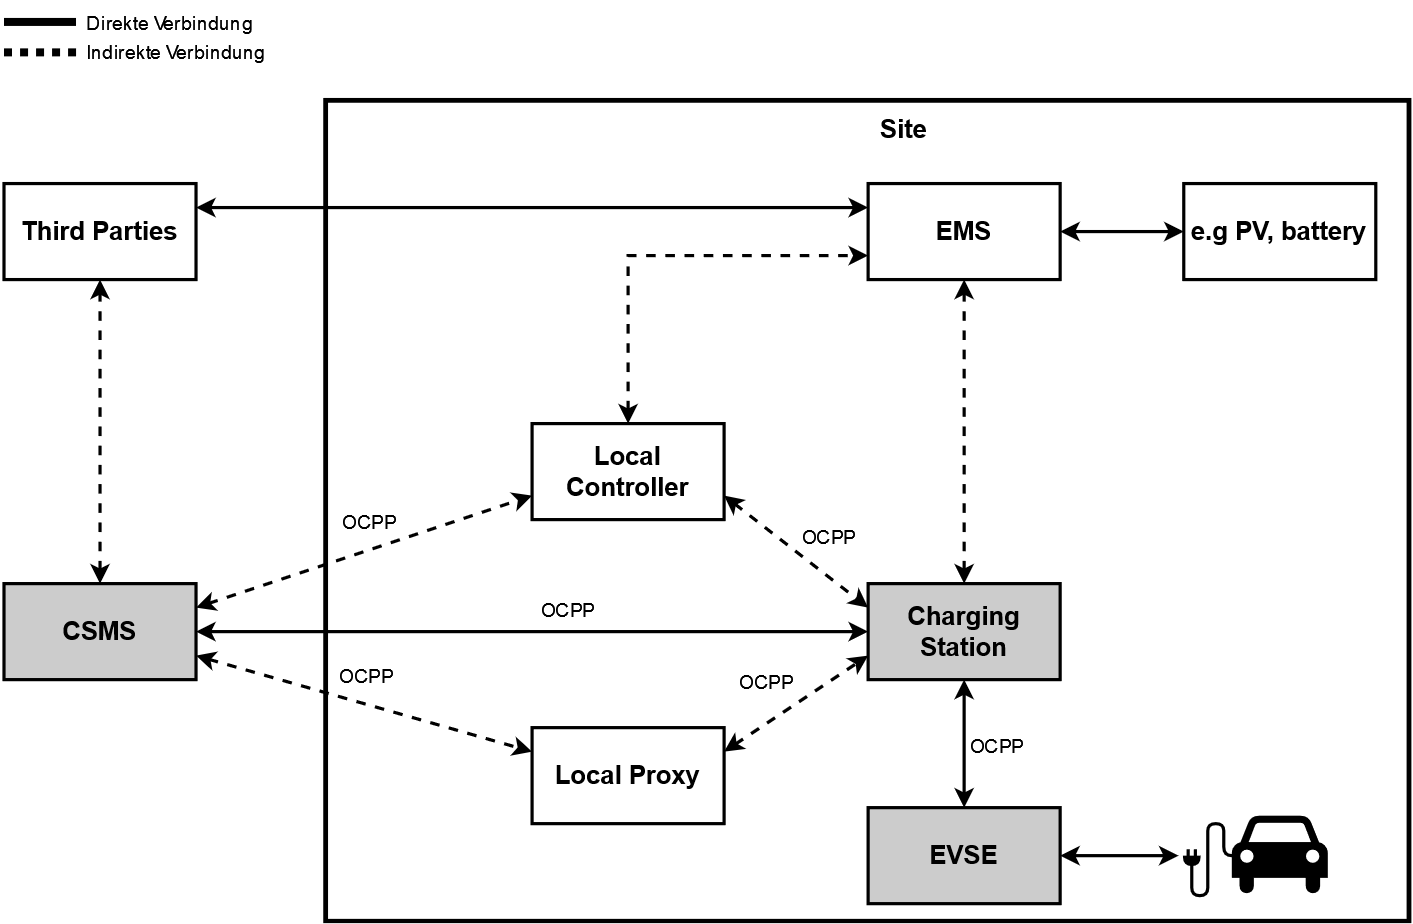 Direkte Verbindung
Indirekte Verbindung
Site
Third Parties
EMS
e.g PV, battery
Local
Controller
OCPP
OCPP
CSMS
OCPP
Charging
Station
OCPP
OCPP
Local Proxy
OCPP
EVSE